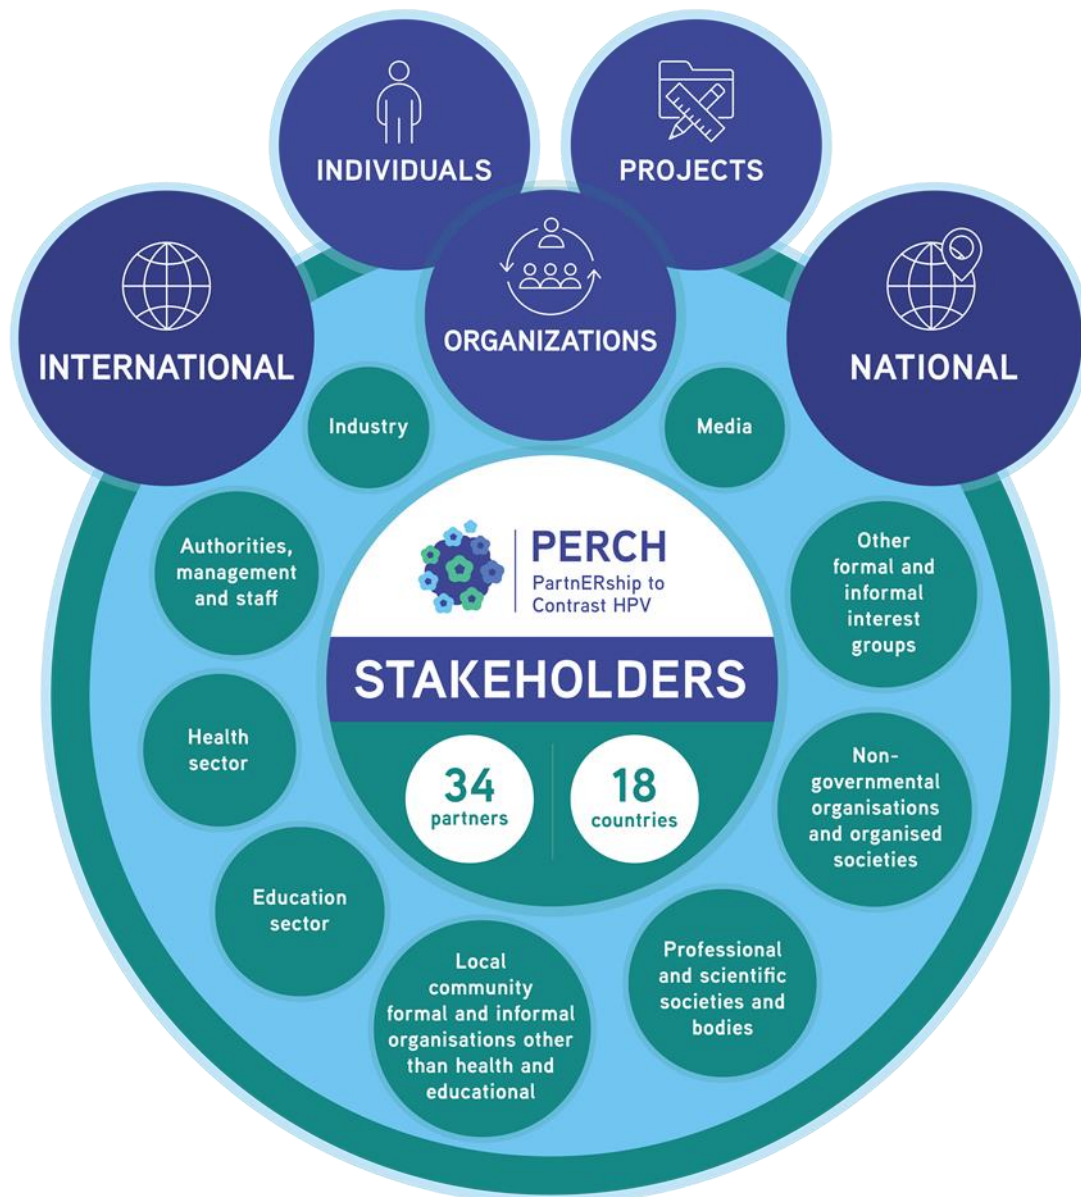 INDIVIDUALS
PROJECTS
INTERNATIONAL
ORGANIZATIONS
NATIONAL
Industry
Media
Authorities,
management
and staff
PERCH
PartnERship to
Contrast HPV
Other
formal and
informal
interest
groups
STAKEHOLDERS
Health
sector
34
partners
18
countries
Non-
governmental
organisations
and organised
societies
Education
sector
Local
community
formal and informal
organisations other
than health and
educational
Professional
and scientific
societies and
bodies